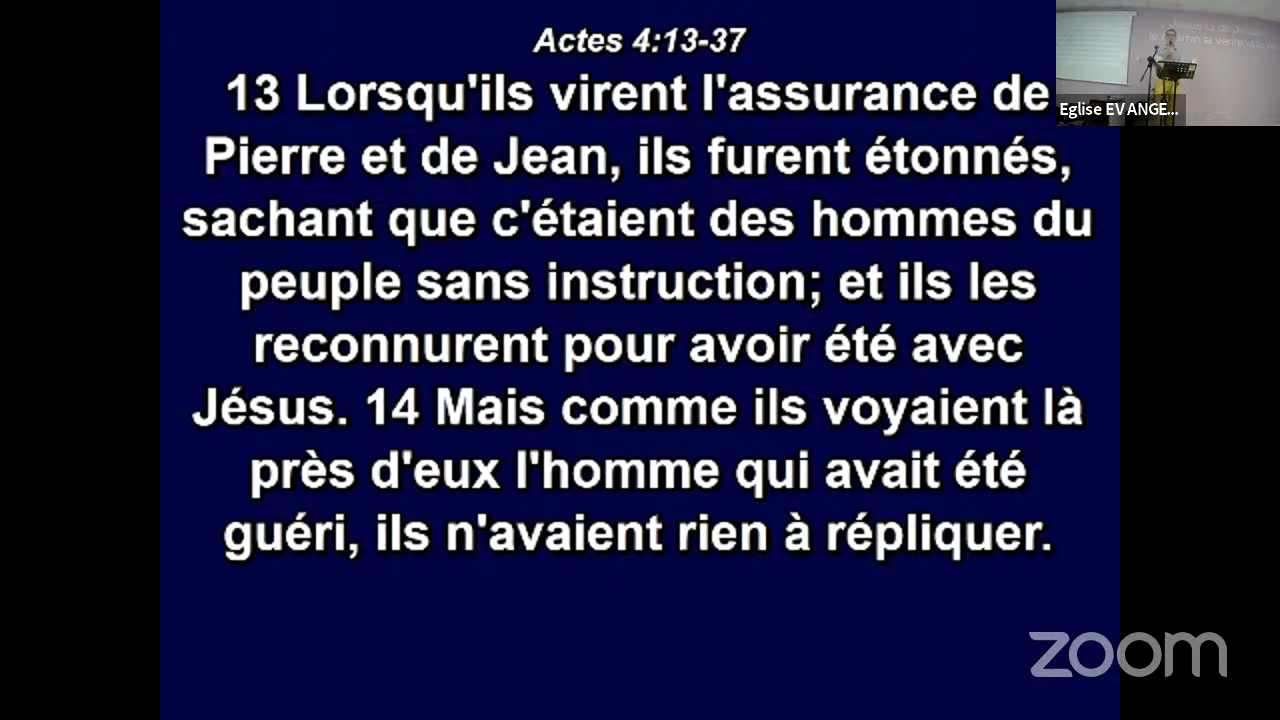 Actes 4:13-37
13 Lorsqu'ils virent l'assurance de
Pierre et de Jean, ils furent étonnés,
sachant que c'étaient des hommes du
peuple sans instruction; et ils les
reconnurent pour avoir été avec
Jésus. 14 Mais comme ils voyaient là
près d'eux l'homme qui avait été
guéri, ils n'avaient rien à répliquer.
Eglise EVANGE...
zoom